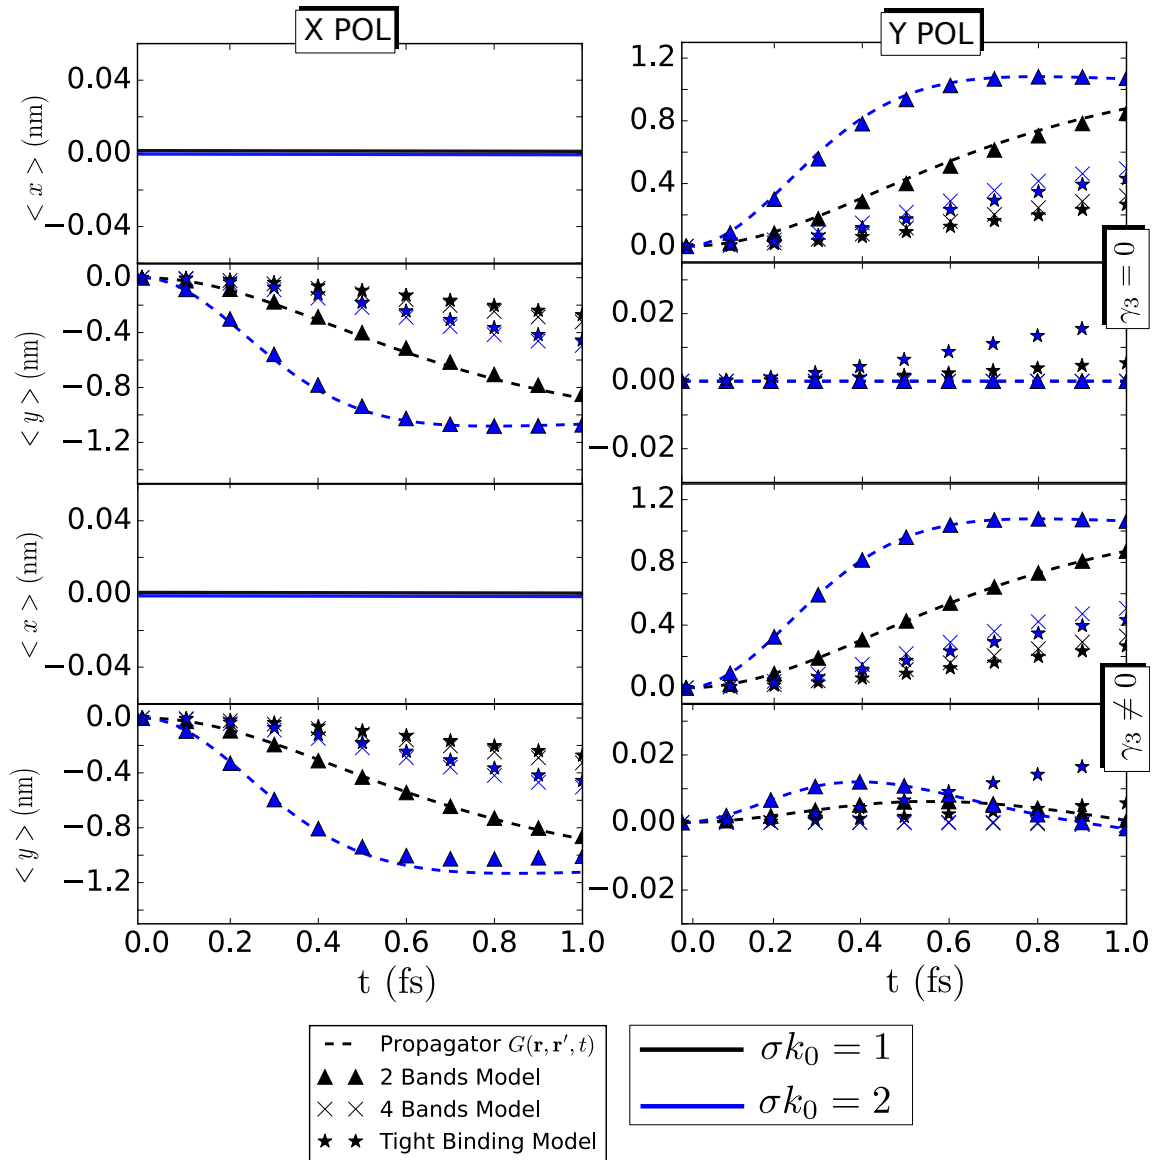 X POL
Y POL
< x > (nm)
0.04
0.00
−0.04
1.2
0.8
0.4
0.0
γ₃ = 0
< y > (nm)
0.0
−0.4
−0.8
−1.2
0.02
0.00
−0.02
< x > (nm)
0.04
0.00
−0.04
1.2
0.8
0.4
0.0
γ₃ ≠ 0
< y > (nm)
0.0
−0.4
−0.8
−1.2
0.02
0.00
−0.02
0.0 0.2 0.4 0.6 0.8 1.0
0.0 0.2 0.4 0.6 0.8 1.0
t (fs)
t (fs)
Propagator G(r, r′, t)
2 Bands Model
4 Bands Model
Tight Binding Model
σk₀ = 1
σk₀ = 2